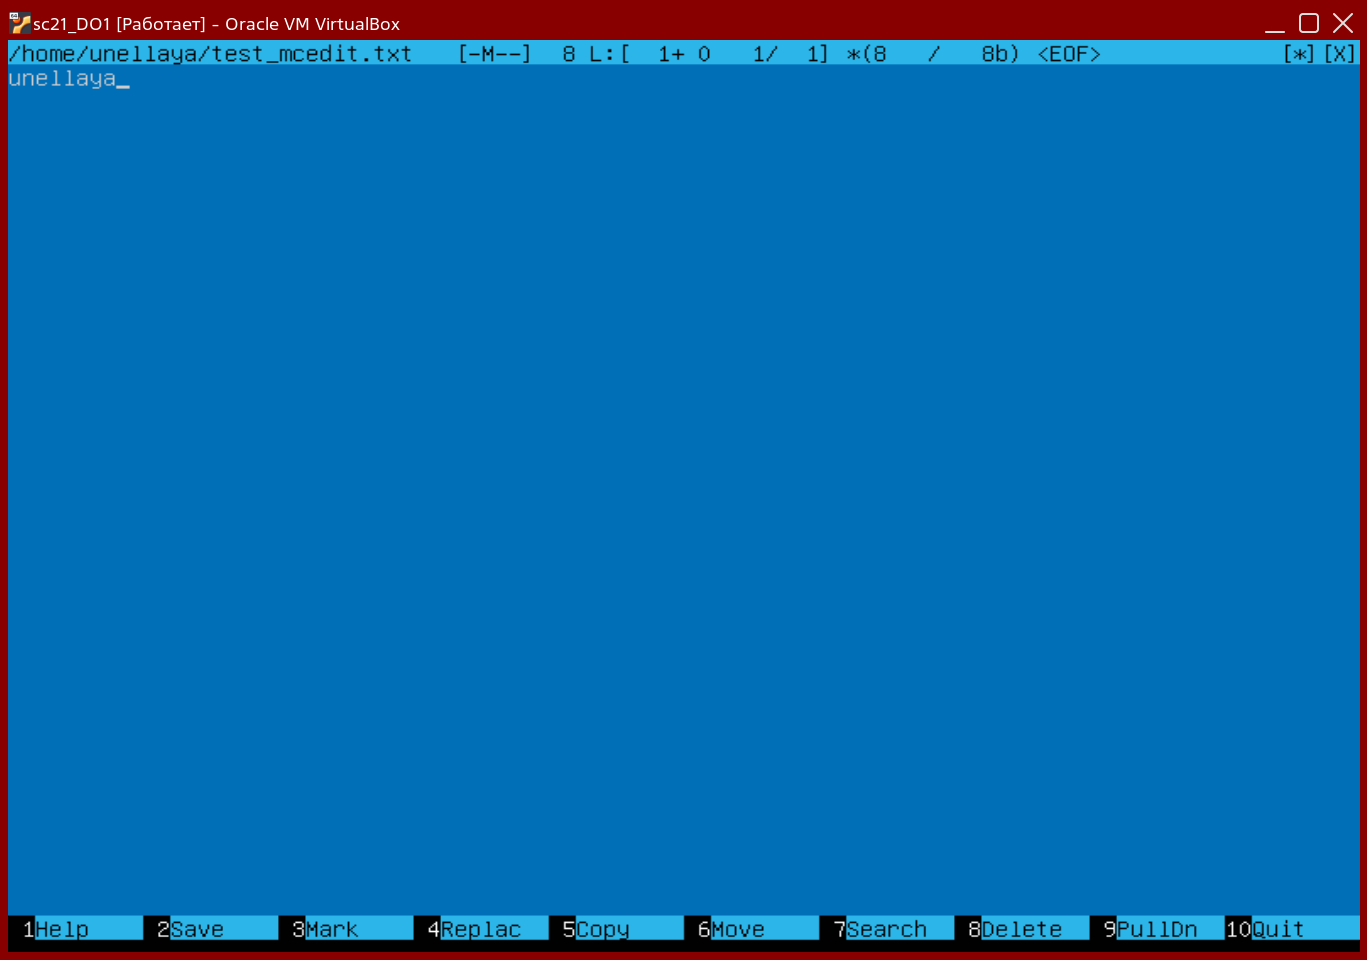 sc21_DO1 [Работает] - Oracle VM VirtualBox
/home/unellaya/test_mcedit.txt [-M--] 8 L:[ 1+ 0 1/ 1] *(8 / 8b) <EOF> [*][X]
unellaya
1Help 2Save 3Mark 4Replac 5Copy 6Move 7Search 8Delete 9PullDn 10Quit